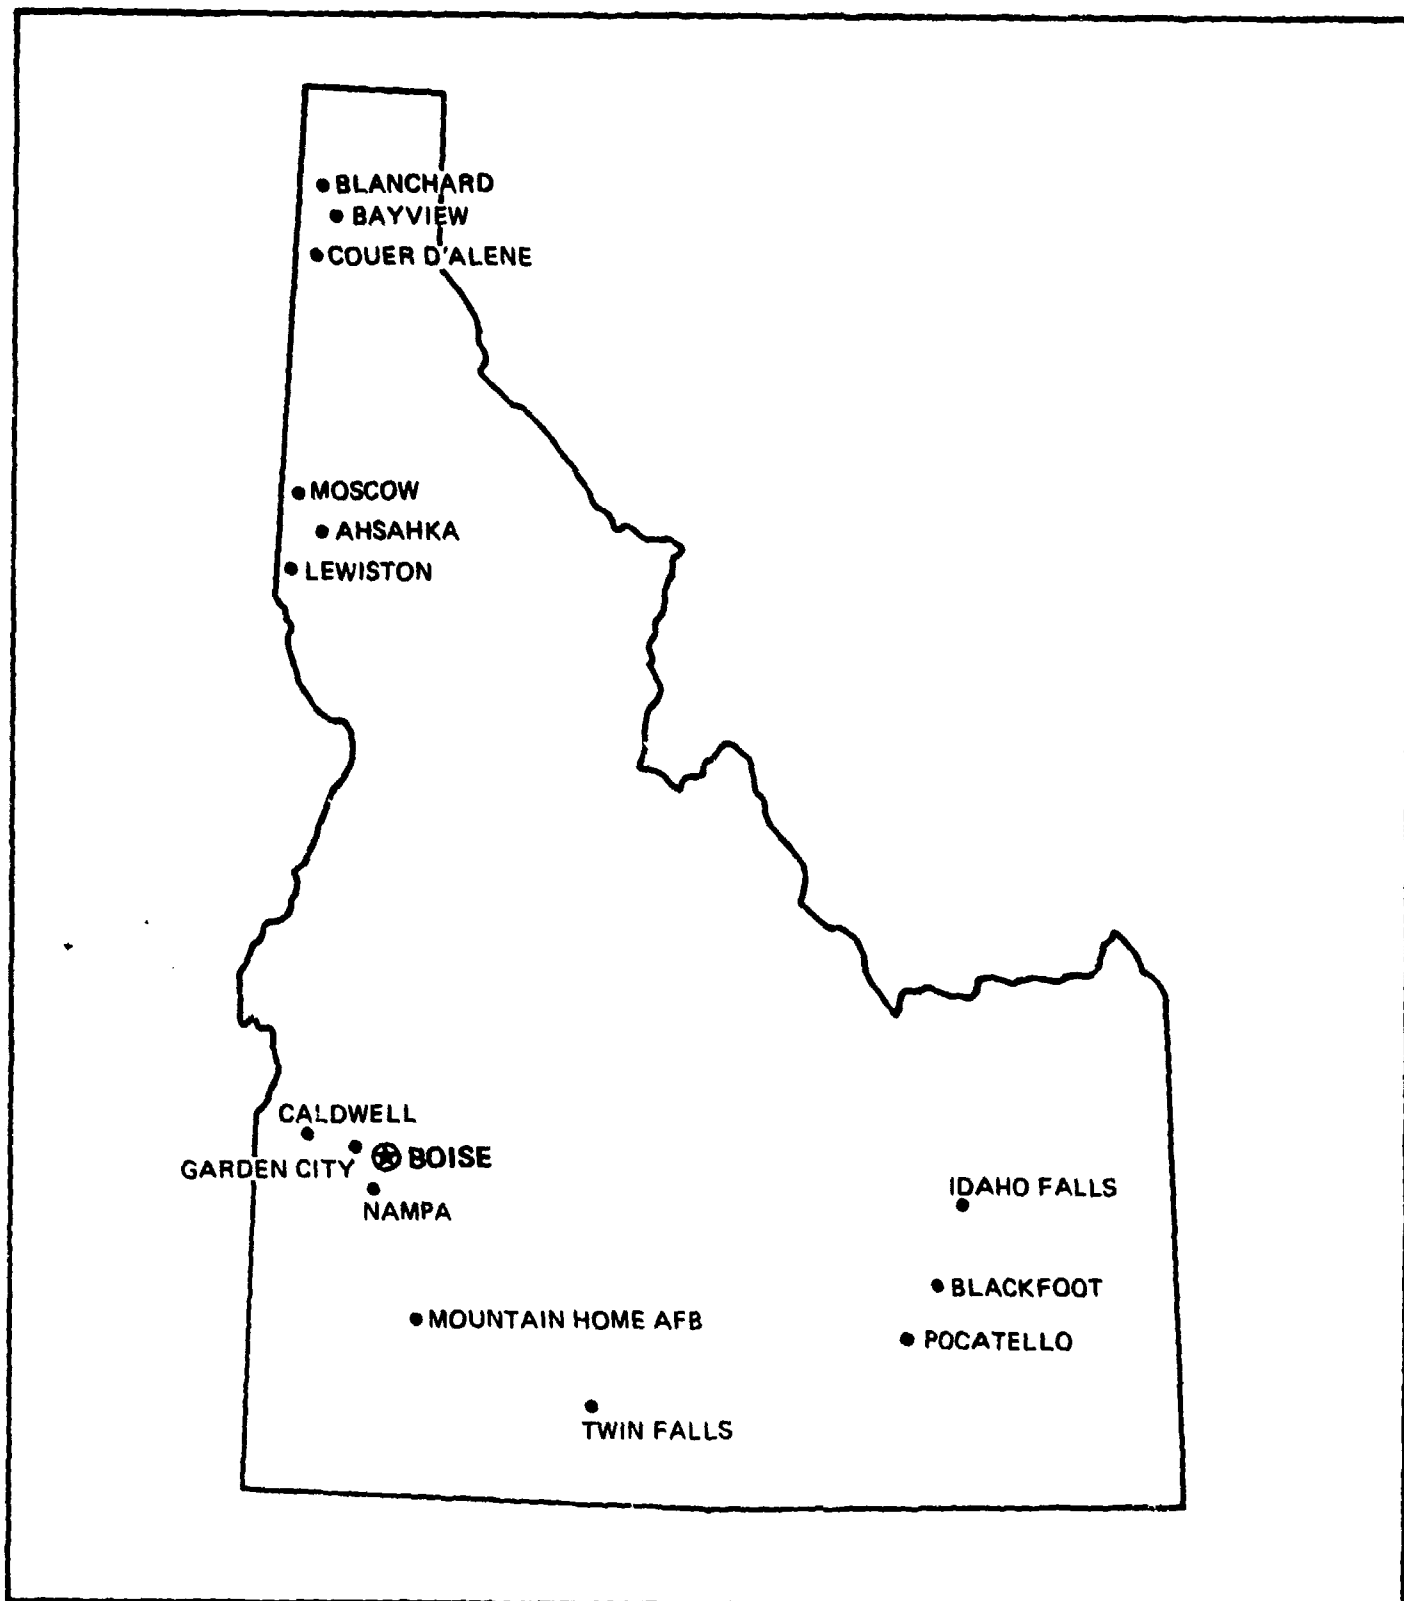 BLANCHARD
BAYVIEW
COUER D'ALENE
MOSCOW
AHSAHKA
LEWISTON
CALDWELL
GARDEN CITY
BOISE
NAMPA
IDAHO FALLS
BLACKFOOT
MOUNTAIN HOME AFB
POCATELLO
TWIN FALLS